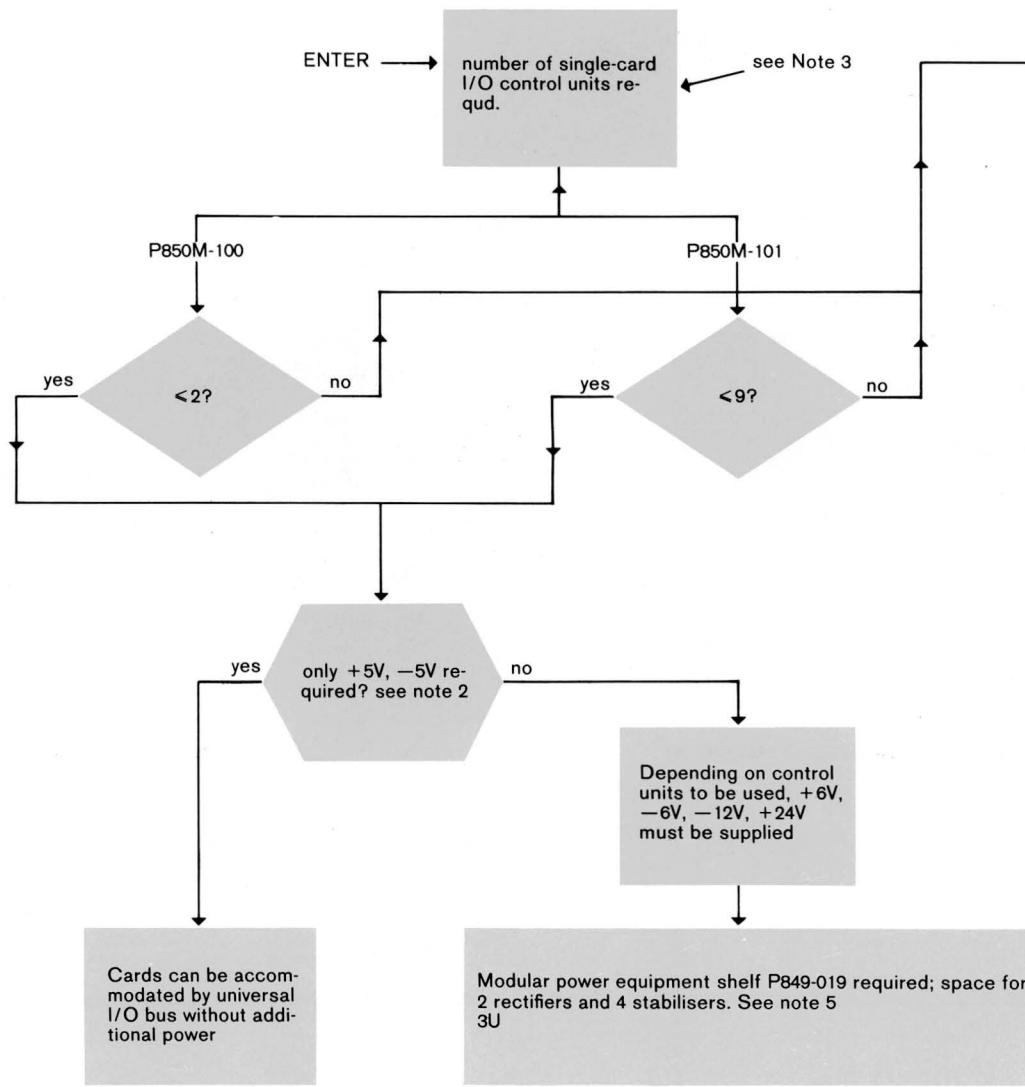 ENTER
number of single-card
I/O control units re-
qud.
see Note 3
P850M-100
P850M-101
yes
≤2?
no
yes
≤9?
no
yes
only +5V, −5V re-
quired? see note 2
no
Depending on control
units to be used, +6V,
−6V, −12V, +24V
must be supplied
Cards can be accom-
modated by universal
I/O bus without addi-
tional power
Modular power equipment shelf P849-019 required; space for
2 rectifiers and 4 stabilisers. See note 5
3U